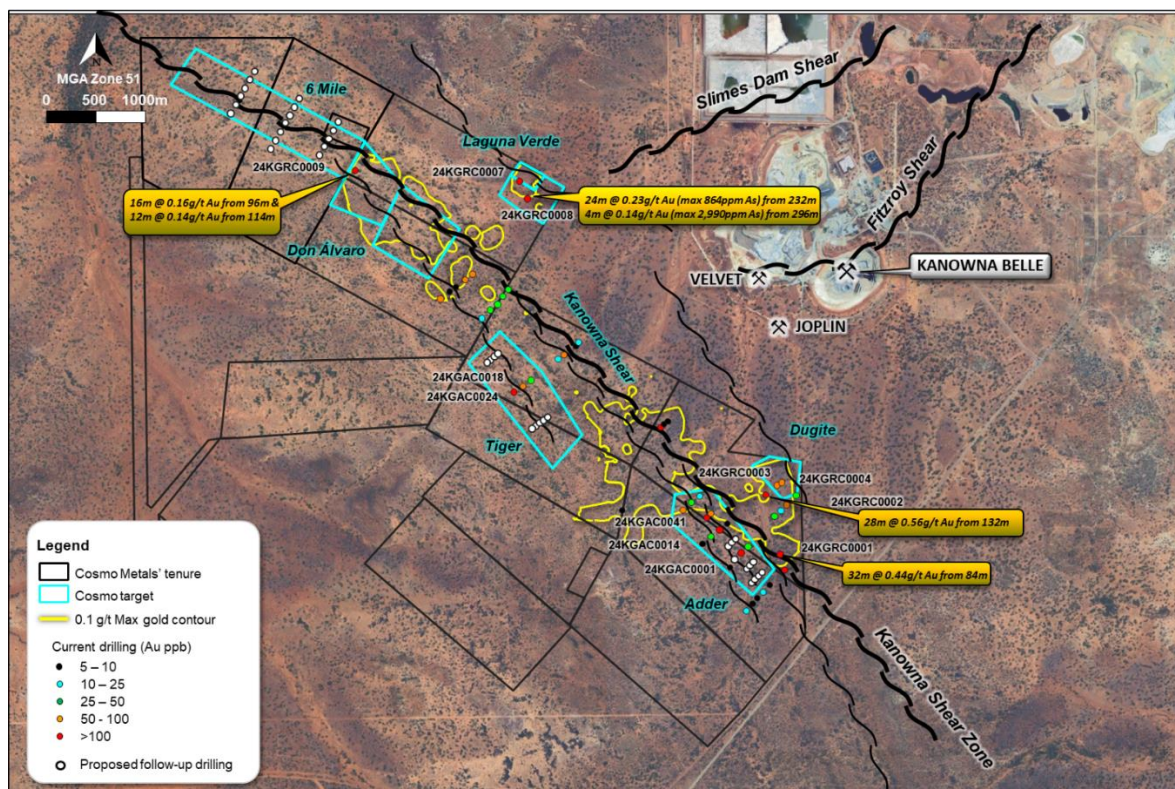 MGA Zone 51
0 500 1000m
6 Mile
Slimes Dam Shear
Laguna Verde
Fitzroy Shear
24KGRC0009
24KGRC0007
24KGRC0008
16m @ 0.16g/t Au from 96m &
12m @ 0.14g/t Au from 114m
24m @ 0.23g/t Au (max 864ppm As) from 232m
4m @ 0.14g/t Au (max 2,990ppm As) from 296m
Don Álvaro
VELVET
KANOWNA BELLE
JOPLIN
Kanowna Shear
24KGAC0018
24KGAC0024
Tiger
Dugite
24KGRC0003
24KGRC0004
24KGRC0002
28m @ 0.56g/t Au from 132m
24KGAC0041
24KGAC0014
24KGRC0001
24KGAC0001
32m @ 0.44g/t Au from 84m
Adder
Kanowna Shear Zone
Legend
Cosmo Metals' tenure
Cosmo target
0.1 g/t Max gold contour
Current drilling (Au ppb)
5 – 10
10 – 25
25 – 50
50 - 100
>100
Proposed follow-up drilling